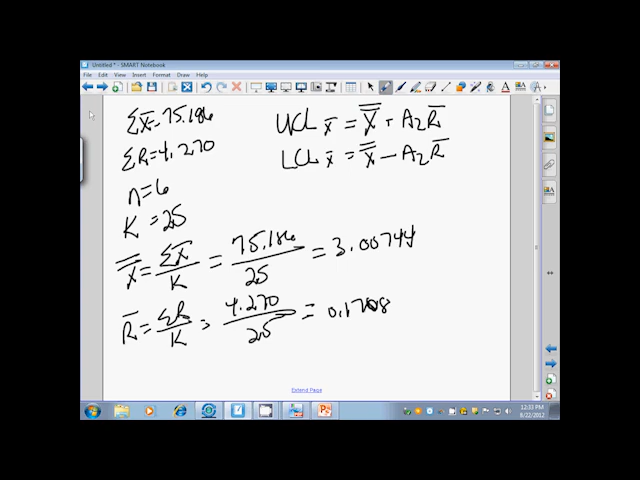 Untitled * - SMART Notebook
File Edit View Insert Format Draw Help
ΣX̄=75.186
ΣR=4.270
n=6
K=25
X̿ = ΣX̄/K = 75.186/25 = 3.00744
R̄ = ΣR/K = 4.270/25 = 0.1708
UCL x̄ = X̿ + A₂R̄
LCL x̄ = X̿ - A₂R̄
Extend Page
12:33 PM
8/22/2012